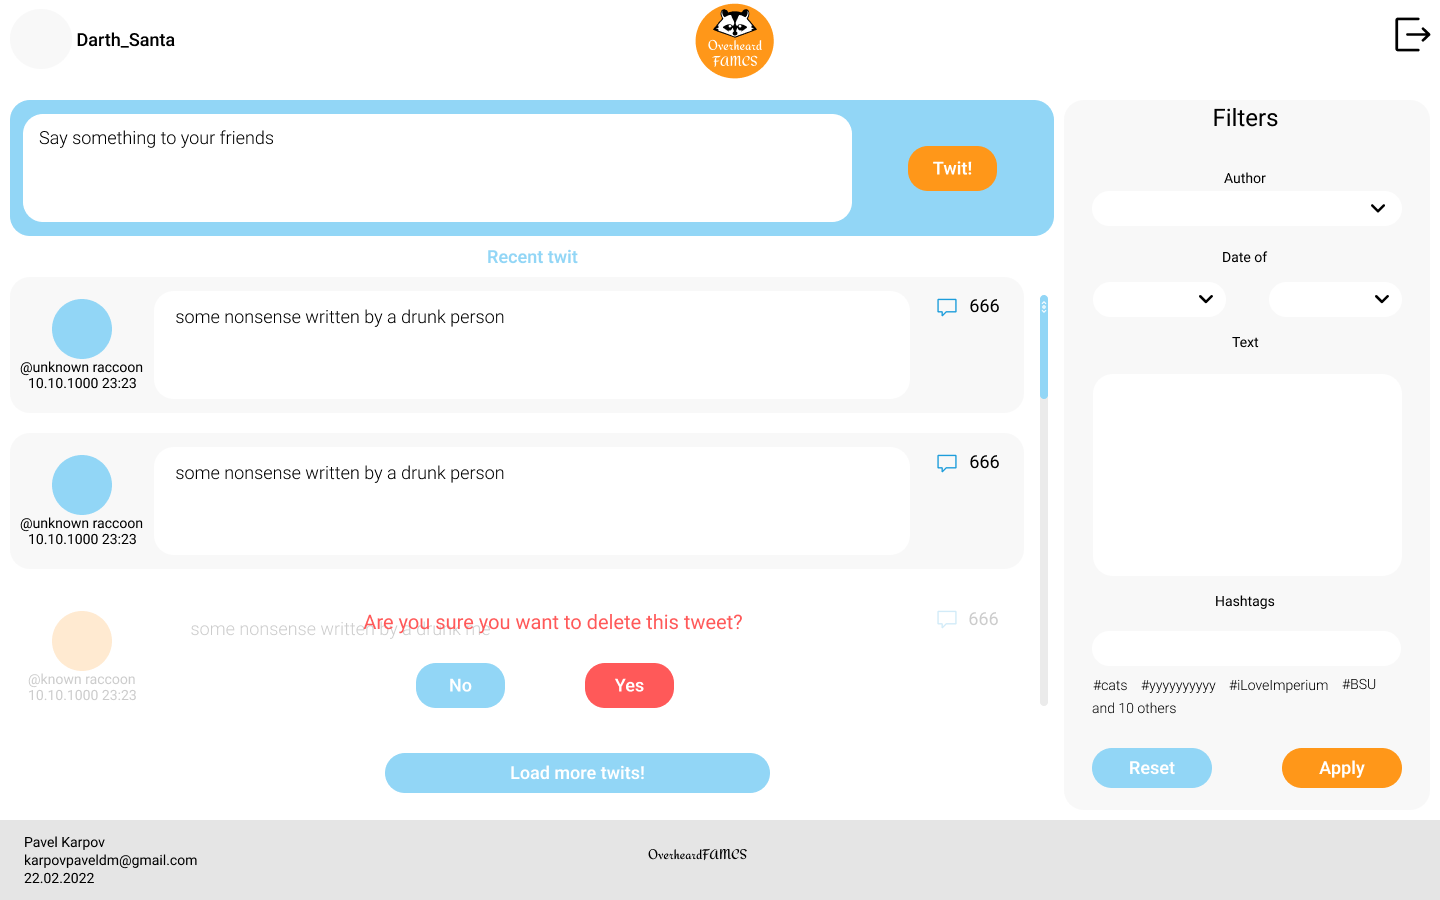 Darth_Santa
Overheard
FAMCS
Say something to your friends
Twit!
Recent twit
some nonsense written by a drunk person
666
@unknown raccoon
10.10.1000 23:23
some nonsense written by a drunk person
666
@unknown raccoon
10.10.1000 23:23
Are you sure you want to delete this tweet?
some nonsense written by a drunk me
666
@known raccoon
10.10.1000 23:23
No
Yes
Load more twits!
Filters
Author
Date of
Text
Hashtags
#cats #yyyyyyyyyy #iLoveImperium #BSU
and 10 others
Reset
Apply
Pavel Karpov
karpovpaveldm@gmail.com
22.02.2022
OverheardFAMCS